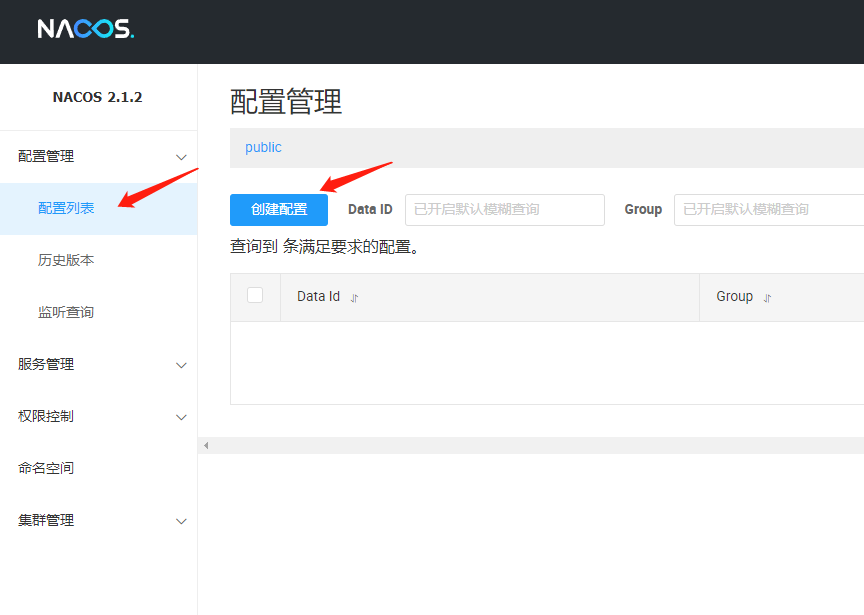 NACOS.
NACOS 2.1.2
配置管理
配置列表
历史版本
监听查询
服务管理
权限控制
命名空间
集群管理
配置管理
public
创建配置 Data ID 已开启默认模糊查询 Group 已开启默认模糊查询
查询到 条满足要求的配置。
Data Id Group